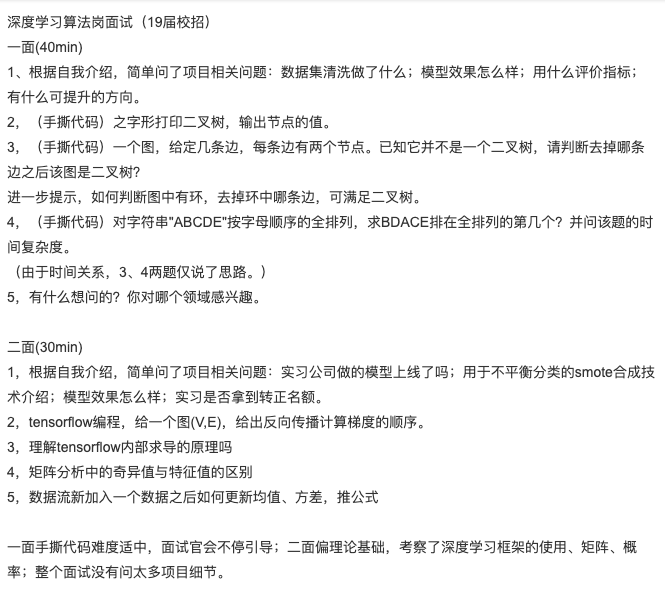 深度学习算法岗面试（19届校招）
一面(40min)
1、根据自我介绍，简单问了项目相关问题：数据集清洗做了什么；模型效果怎么样；用什么评价指标；
有什么可提升的方向。
2，（手撕代码）之字形打印二叉树，输出节点的值。
3，（手撕代码）一个图，给定几条边，每条边有两个节点。已知它并不是一个二叉树，请判断去掉哪条
边之后该图是二叉树?
进一步提示，如何判断图中有环，去掉环中哪条边，可满足二叉树。
4，（手撕代码）对字符串"ABCDE"按字母顺序的全排列，求BDACE排在全排列的第几个？并问该题的时
间复杂度。
（由于时间关系，3、4两题仅说了思路。）
5，有什么想问的？你对哪个领域感兴趣。
二面(30min)
1，根据自我介绍，简单问了项目相关问题：实习公司做的模型上线了吗；用于不平衡分类的smote合成技
术介绍；模型效果怎么样；实习是否拿到转正名额。
2，tensorflow编程，给一个图(V,E)，给出反向传播计算梯度的顺序。
3，理解tensorflow内部求导的原理吗
4，矩阵分析中的奇异值与特征值的区别
5，数据流新加入一个数据之后如何更新均值、方差，推公式
一面手撕代码难度适中，面试官会不停引导；二面偏理论基础，考察了深度学习框架的使用、矩阵、概
率；整个面试没有问太多项目细节。